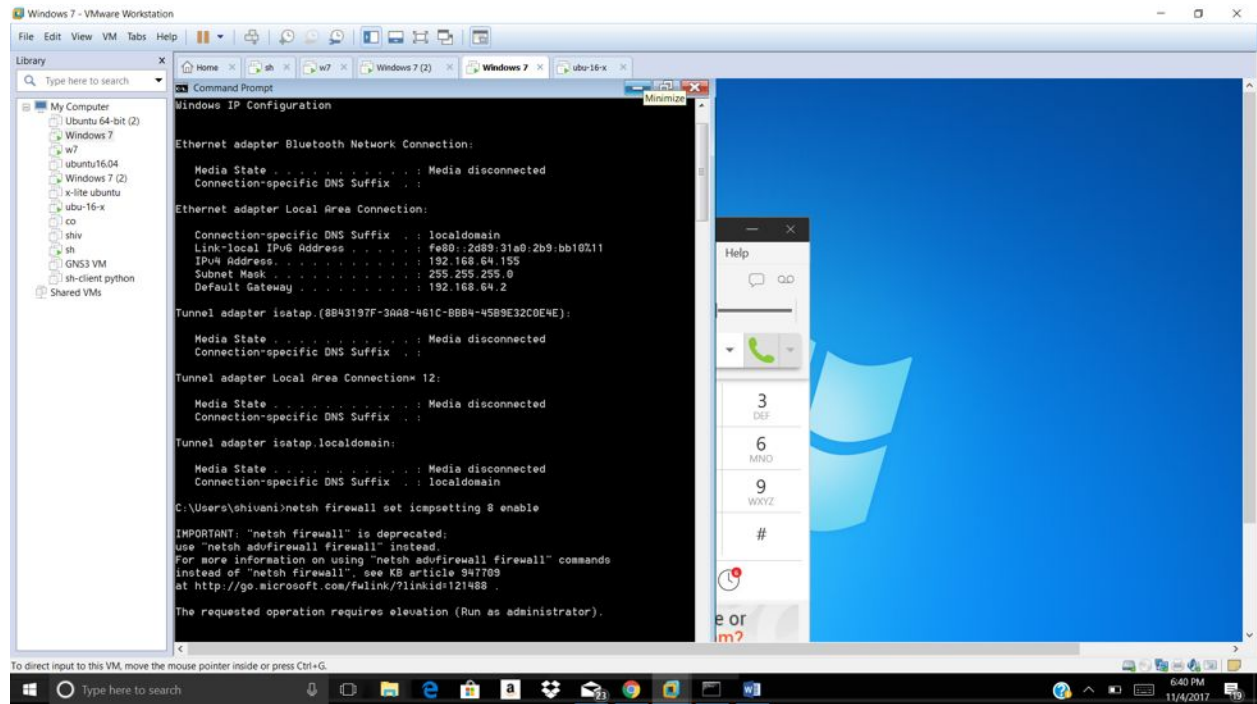 Windows 7 - VMware Workstation
File Edit View VM Tabs Help
Library
Type here to search
My Computer
Ubuntu 64-bit (2)
Windows 7
w7
ubuntu16.04
Windows 7 (2)
x-lite ubuntu
ubu-16-x
co
shiv
sh
GNS3 VM
sh-client python
Shared VMs
Home sh w7 Windows 7 (2) Windows 7 ubu-16-x
Command Prompt
Minimize
Windows IP Configuration
Ethernet adapter Bluetooth Network Connection:
Media State . . . . . . . . . . . : Media disconnected
Connection-specific DNS Suffix . :
Ethernet adapter Local Area Connection:
Connection-specific DNS Suffix . : localdomain
Link-local IPv6 Address . . . . . : fe80::2d89:31a0:2b9:bb10%11
IPv4 Address. . . . . . . . . . . : 192.168.64.155
Subnet Mask . . . . . . . . . . . : 255.255.255.0
Default Gateway . . . . . . . . . : 192.168.64.2
Tunnel adapter isatap.{8B43197F-3AA8-461C-BBB4-45B9E32C0E4E}:
Media State . . . . . . . . . . . : Media disconnected
Connection-specific DNS Suffix . :
Tunnel adapter Local Area Connection* 12:
Media State . . . . . . . . . . . : Media disconnected
Connection-specific DNS Suffix . :
Tunnel adapter isatap.localdomain:
Media State . . . . . . . . . . . : Media disconnected
Connection-specific DNS Suffix . : localdomain
C:\Users\shivani>netsh firewall set icmpsetting 8 enable
IMPORTANT: "netsh firewall" is deprecated;
use "netsh advfirewall firewall" instead.
For more information on using "netsh advfirewall firewall" commands
instead of "netsh firewall", see KB article 947709
at http://go.microsoft.com/fwlink/?linkid=121488 .
The requested operation requires elevation (Run as administrator).
Help
3
DEF
6
MNO
9
WXYZ
#
e or
m?
To direct input to this VM, move the mouse pointer inside or press Ctrl+G.
Type here to search
23
6:40 PM
11/4/2017
19